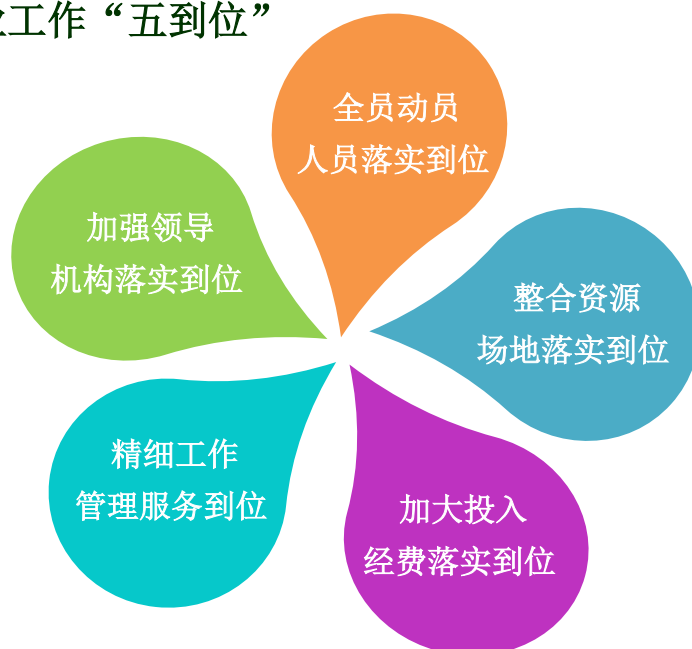 工作“五到位”
全员动员
人员落实到位
加强领导
机构落实到位
整合资源
场地落实到位
精细工作
管理服务到位
加大投入
经费落实到位